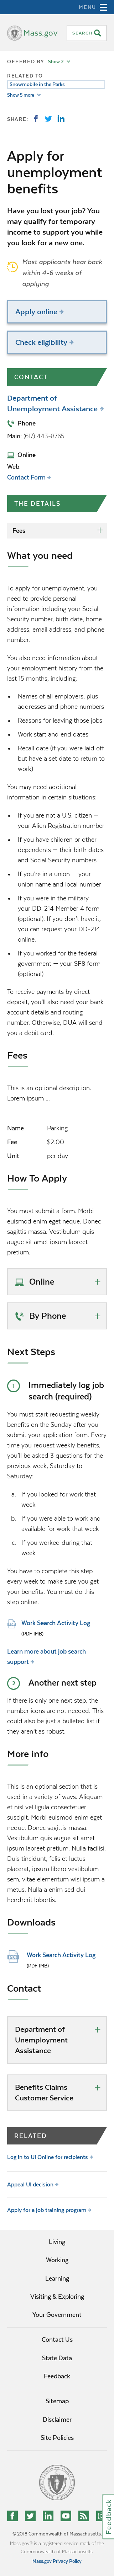 MENU
Mass.gov
SEARCH
OFFERED BY Show 2
RELATED TO
Snowmobile in the Parks
Show 5 more
SHARE
Apply for
unemployment
benefits
Have you lost your job? You
may qualify for temporary
income to support you while
you look for a new one.
Most applicants hear back
within 4-6 weeks of
applying
Apply online
Check eligibility
CONTACT
Department of
Unemployment Assistance
Phone
Main: (617) 443-8765
Online
Web:
Contact Form
THE DETAILS
Fees
What you need
To apply for unemployment, you
need to provide personal
information including your Social
Security number, birth date, home
address, email address, and phone
number.
You also need information about
your employment history from the
last 15 months, including:
Names of all employers, plus
addresses and phone numbers
Reasons for leaving those jobs
Work start and end dates
Recall date (if you were laid off
but have a set date to return to
work)
You may need additional
information in certain situations:
If you are not a U.S. citizen —
your Alien Registration number
If you have children or other
dependents — their birth dates
and Social Security numbers
If you're in a union — your
union name and local number
If you were in the military —
your DD-214 Member 4 form
(optional). If you don't have it,
you can request your DD-214
online.
If you worked for the federal
government — your SF8 form
(optional)
To receive payments by direct
deposit, you'll also need your bank
account details and routing
number. Otherwise, DUA will send
you a debit card.
Fees
This is an optional description.
Lorem ipsum ...
Name Parking
Fee $2.00
Unit per day
How To Apply
You must submit a form. Morbi
euismod enim eget donec. Unique
metra aggressus. Vestibulum quis
augue sit amet ipsum laoreet
pretium.
Online
By Phone
Next Steps
1 Immediately log job
search (required)
You must start requesting weekly
benefits on the Sunday after you
submit your application form. Every
time you request weekly benefits,
you'll be asked 3 questions for the
previous week, Saturday to
Saturday:
a. If you looked for work that
week
b. If you were able to work and
available for work that week
c. If you worked during that
week
You have to complete this step
every week to make sure you get
your benefits. You must do this
step online.
Work Search Activity Log
(PDF 1MB)
Learn more about job search
support
2 Another next step
If there is only one next step, the
number icons are not needed. Title
could also just be a bulleted list if
they aren't as robust.
More info
This is an optional section that is
used in a variety of ways. Aliquam
at nisl vel ligula consectetuer
suscipit. Morbi euismod enim eget
neque. Donec sagittis massa.
Vestibulum quis augue sit amet
ipsum laoreet pretium. Nulla facilisi.
Duis tincidunt, felis et luctus
placerat, ipsum libero vestibulum
sem, vitae elementum wisi ipsum a
metus. Nulla a enim sed dui
hendrerit lobortis.
Downloads
Work Search Activity Log
(PDF 1MB)
Contact
Department of
Unemployment
Assistance
Benefits Claims
Customer Service
RELATED
Log in to UI Online for recipients
Appeal UI decision
Apply for a job training program
Living
Working
Learning
Visiting & Exploring
Your Government
Contact Us
State Data
Feedback
Sitemap
Disclaimer
Site Policies
Feedback
© 2018 Commonwealth of Massachusetts.
Mass.gov® is a registered service mark of the
Commonwealth of Massachusetts.
Mass.gov Privacy Policy